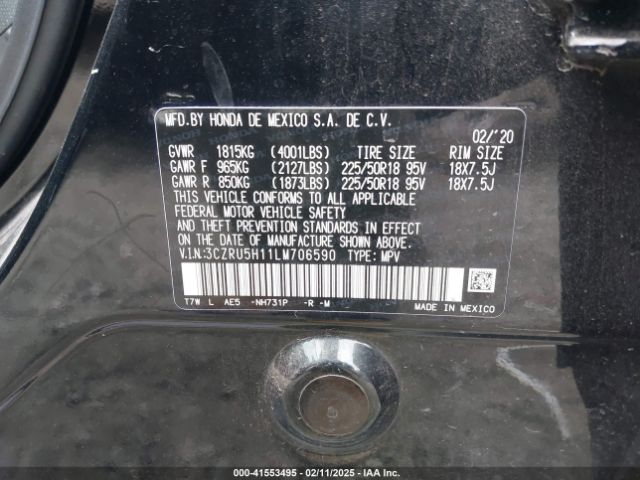 MFD.BY HONDA DE MEXICO S.A. DE C.V.
02/'20
GVWR 1815KG (4001LBS) TIRE SIZE RIM SIZE
GAWR F 965KG (2127LBS) 225/50R18 95V 18X7.5J
GAWR R 850KG (1873LBS) 225/50R18 95V 18X7.5J
THIS VEHICLE CONFORMS TO ALL APPLICABLE
FEDERAL MOTOR VEHICLE SAFETY
AND THEFT PREVENTION STANDARDS IN EFFECT
ON THE DATE OF MANUFACTURE SHOWN ABOVE.
V.I.N:3CZRU5H11LM706590 TYPE: MPV
T7W L AE5 -NH731P -R -M
MADE IN MEXICO
000-41553495 - 02/11/2025 - IAA Inc.